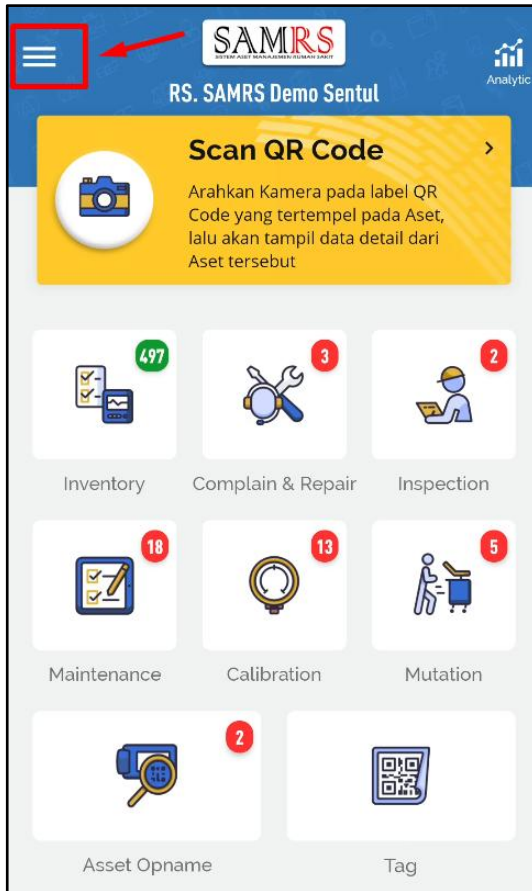 SAMRS
SISTEM ASET MANAJEMEN RUMAH SAKIT
Analytic
RS. SAMRS Demo Sentul
Scan QR Code
Arahkan Kamera pada label QR
Code yang tertempel pada Aset,
lalu akan tampil data detail dari
Aset tersebut
497
3
2
Inventory
Complain & Repair
Inspection
18
13
5
Maintenance
Calibration
Mutation
2
Asset Opname
Tag